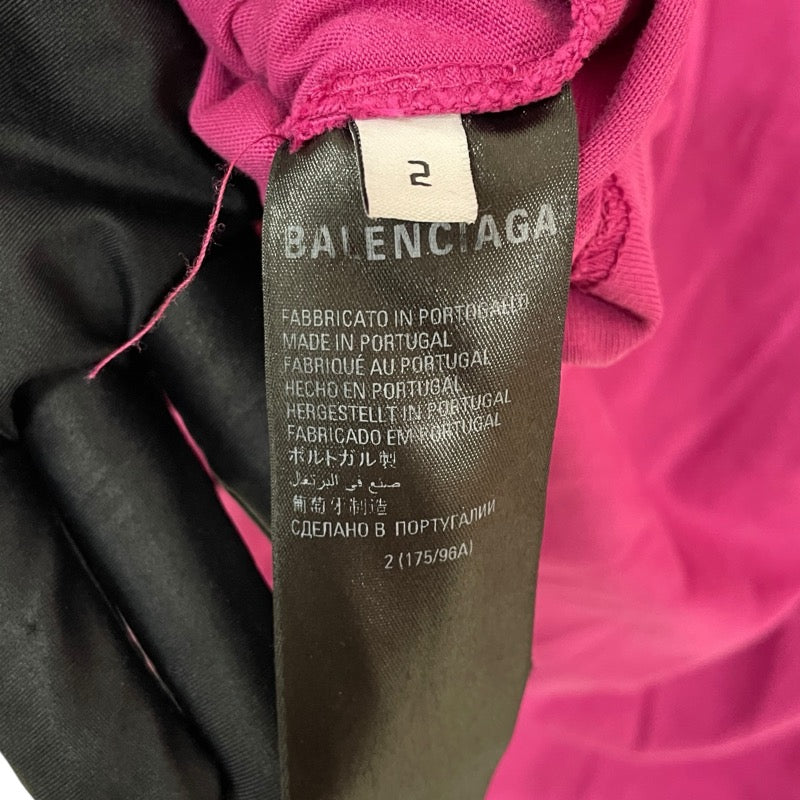 2
BALENCIAGA
FABBRICATO IN PORTOGALLO
MADE IN PORTUGAL
FABRIQUÉ AU PORTUGAL
HECHO EN PORTUGAL
HERGESTELLT IN PORTUGAL
FABRICADO EM PORTUGAL
ポルトガル製
صنع في البرتغال
葡萄牙制造
СДЕЛАНО В ПОРТУГАЛИИ
2 (175/96A)